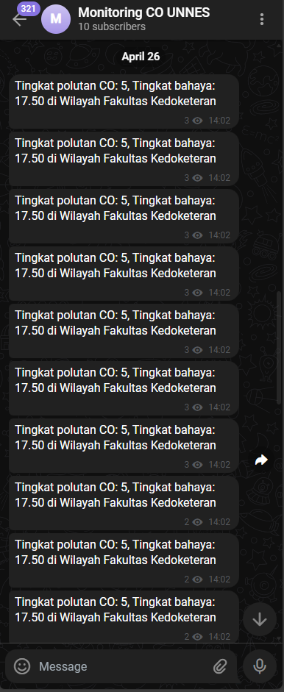 321
M
Monitoring CO UNNES
10 subscribers
April 26
Tingkat polutan CO: 5, Tingkat bahaya:
17.50 di Wilayah Fakultas Kedoketeran
3 14:02
Tingkat polutan CO: 5, Tingkat bahaya:
17.50 di Wilayah Fakultas Kedoketeran
3 14:02
Tingkat polutan CO: 5, Tingkat bahaya:
17.50 di Wilayah Fakultas Kedoketeran
3 14:02
Tingkat polutan CO: 5, Tingkat bahaya:
17.50 di Wilayah Fakultas Kedoketeran
3 14:02
Tingkat polutan CO: 5, Tingkat bahaya:
17.50 di Wilayah Fakultas Kedoketeran
3 14:02
Tingkat polutan CO: 5, Tingkat bahaya:
17.50 di Wilayah Fakultas Kedoketeran
3 14:02
Tingkat polutan CO: 5, Tingkat bahaya:
17.50 di Wilayah Fakultas Kedoketeran
3 14:02
Tingkat polutan CO: 5, Tingkat bahaya:
17.50 di Wilayah Fakultas Kedoketeran
2 14:02
Tingkat polutan CO: 5, Tingkat bahaya:
17.50 di Wilayah Fakultas Kedoketeran
2 14:02
Tingkat polutan CO: 5, Tingkat bahaya:
17.50 di Wilayah Fakultas Kedoketeran
2 14:02
Message